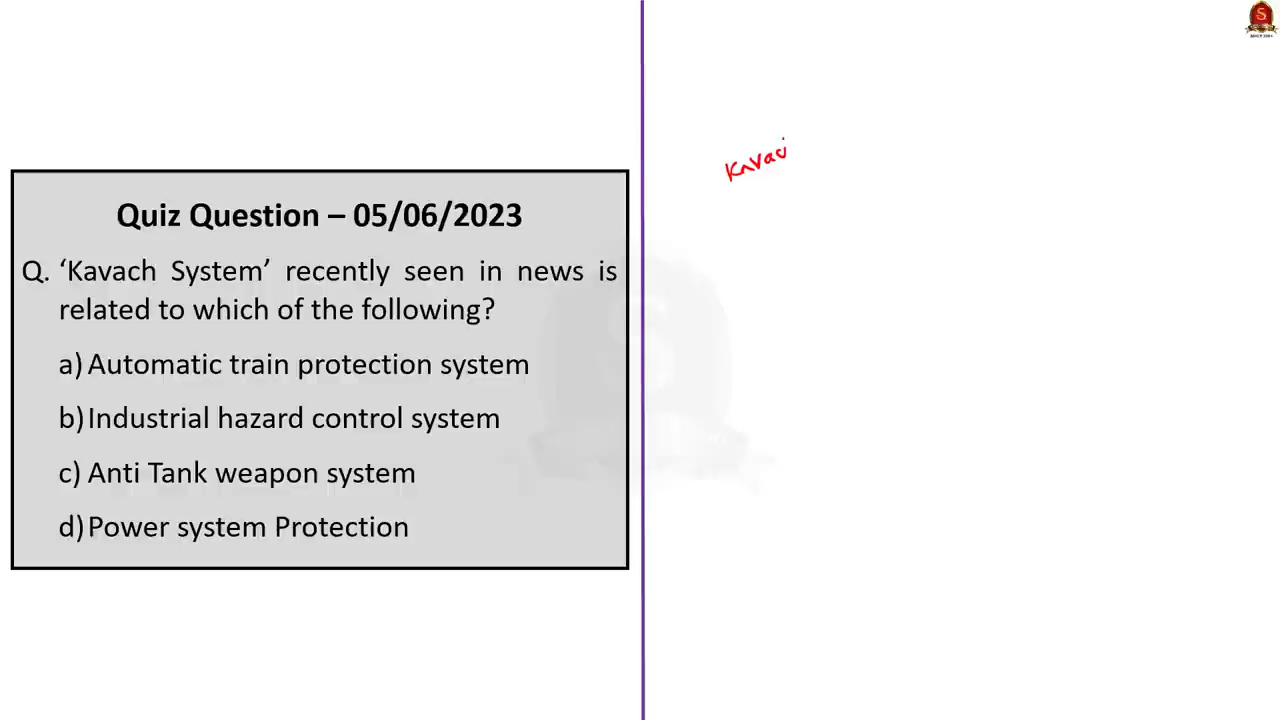 Quiz Question – 05/06/2023
Q. ‘Kavach System’ recently seen in news is
related to which of the following?
a) Automatic train protection system
b) Industrial hazard control system
c) Anti Tank weapon system
d) Power system Protection
Kavac
S